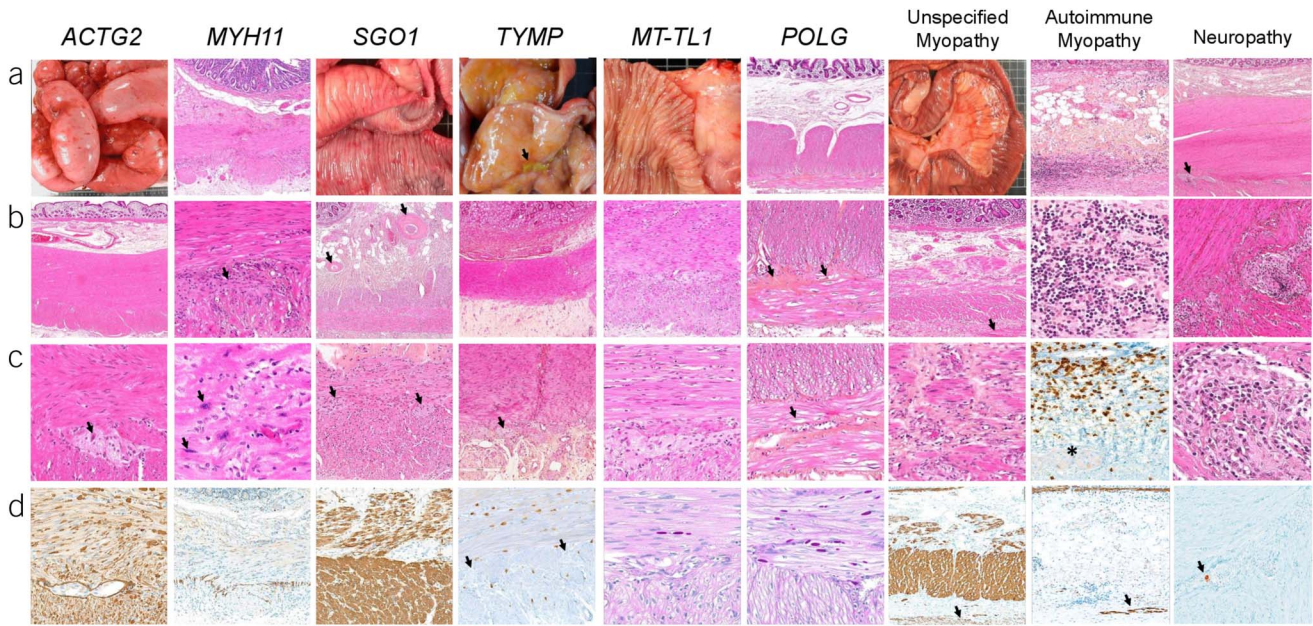 ACTG2 MYH11 SGO1 TYMP MT-TL1 POLG Unspecified Myopathy Autoimmune Myopathy Neuropathy
a
b
c
*
d